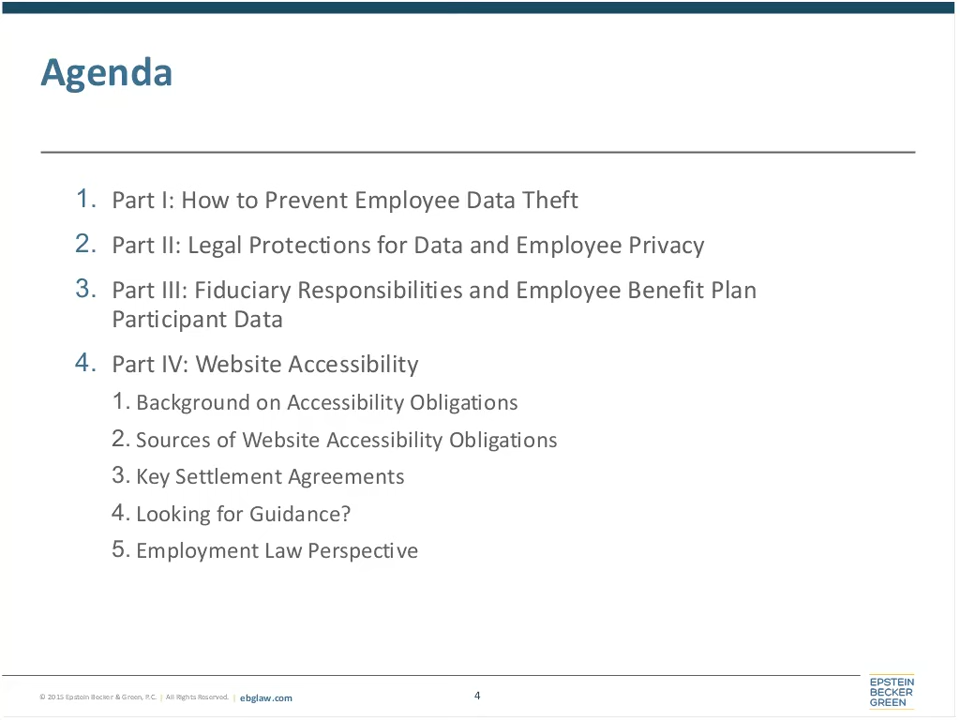 Agenda
1. Part I: How to Prevent Employee Data Theft
2. Part II: Legal Protections for Data and Employee Privacy
3. Part III: Fiduciary Responsibilities and Employee Benefit Plan
Participant Data
4. Part IV: Website Accessibility
1. Background on Accessibility Obligations
2. Sources of Website Accessibility Obligations
3. Key Settlement Agreements
4. Looking for Guidance?
5. Employment Law Perspective
© 2015 Epstein Becker & Green, P.C. | All Rights Reserved. | ebglaw.com
4
EPSTEIN
BECKER
GREEN